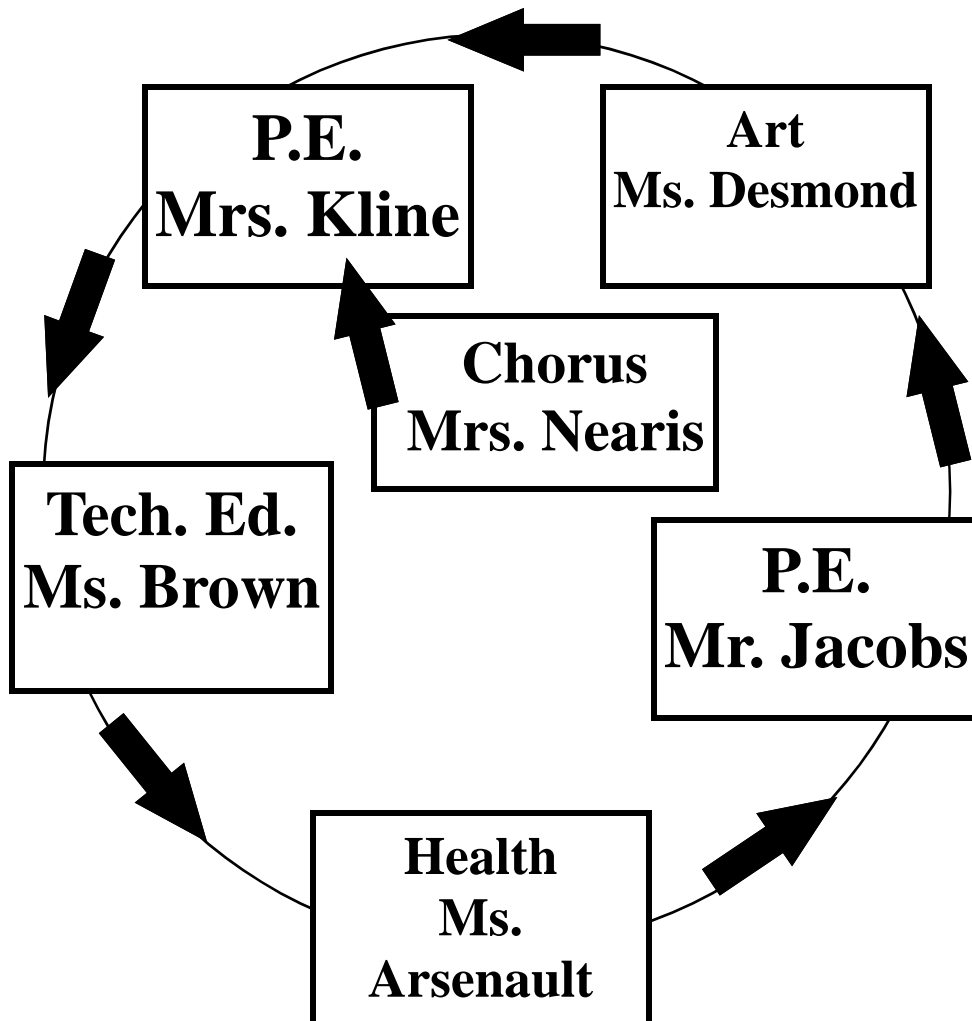 P.E.
Mrs. Kline
Art
Ms. Desmond
Chorus
Mrs. Nearis
Tech. Ed.
Ms. Brown
P.E.
Mr. Jacobs
Health
Ms.
Arsenault